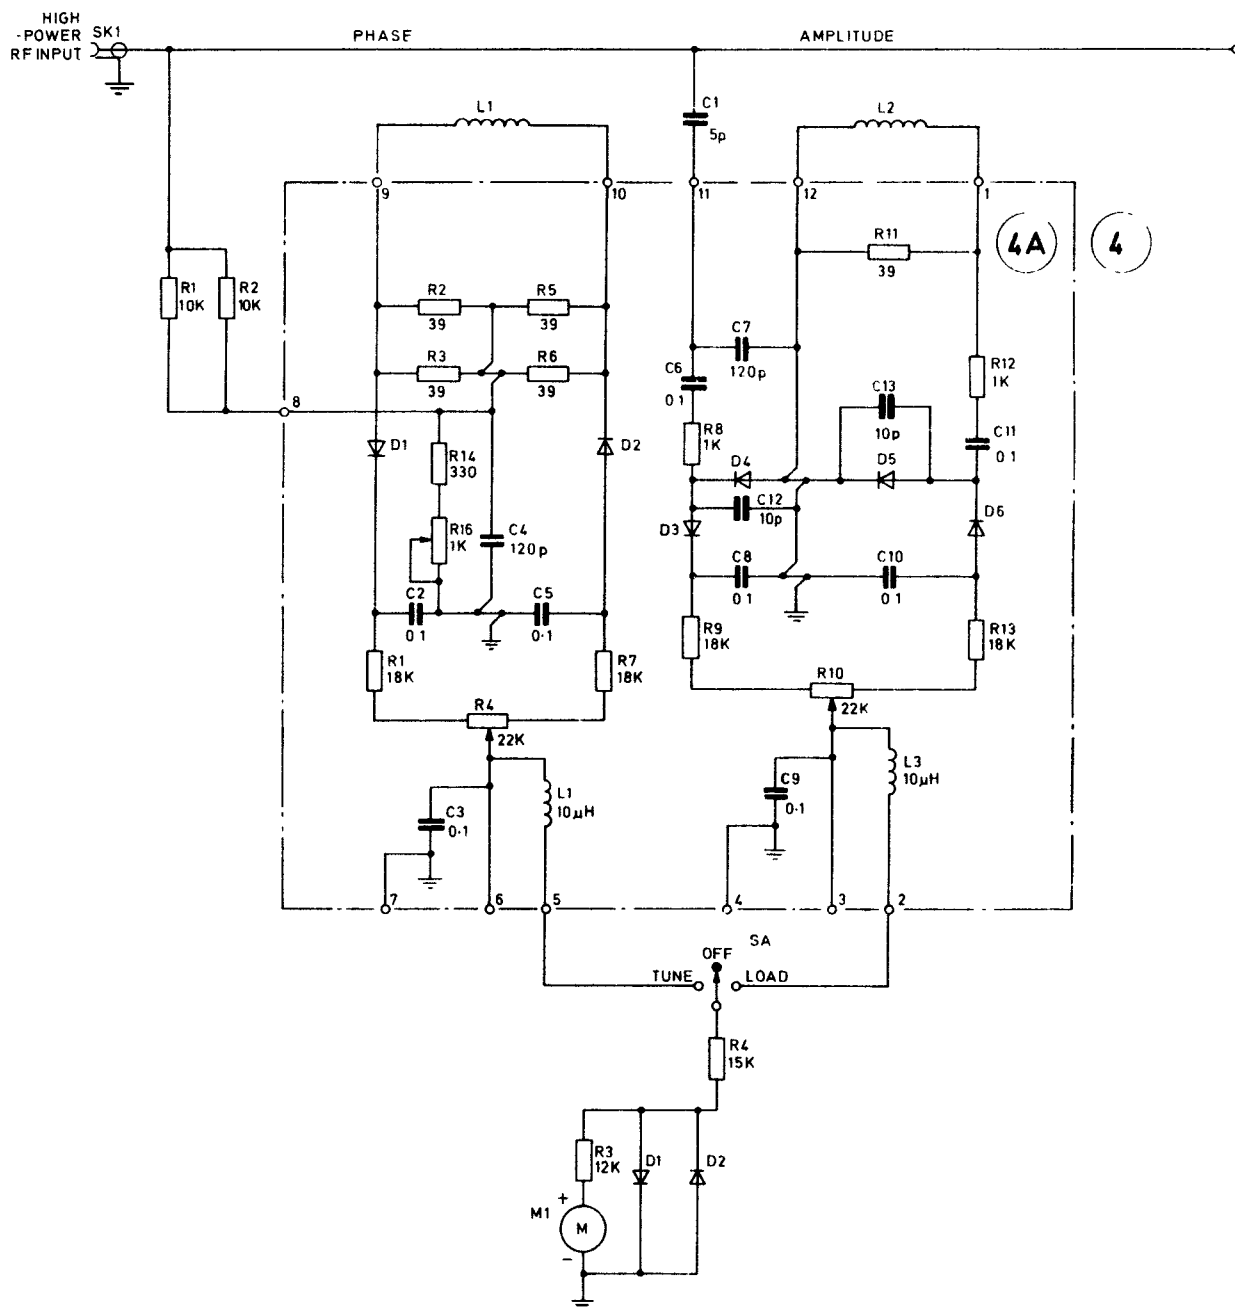 HIGH
-POWER
RF INPUT
SK1
PHASE
AMPLITUDE
L1
C1
5p
L2
9
10
11
12
1
4A
4
R11
39
R1
10K
R2
10K
R2
39
R5
39
R3
39
R6
39
C7
120p
C6
0.1
R12
1K
C13
10p
8
D1
R14
330
D2
R8
1K
C11
0.1
D4
D5
C12
10p
D3
D6
R16
1K
C4
120p
C8
0.1
C10
0.1
C2
0.1
C5
0.1
R1
18K
R7
18K
R9
18K
R13
18K
R4
22K
R10
22K
L1
10µH
L3
10µH
C3
0.1
C9
0.1
7
6
5
4
3
2
SA
OFF
TUNE
LOAD
R4
15K
R3
12K
D1
D2
M1
+
M
-